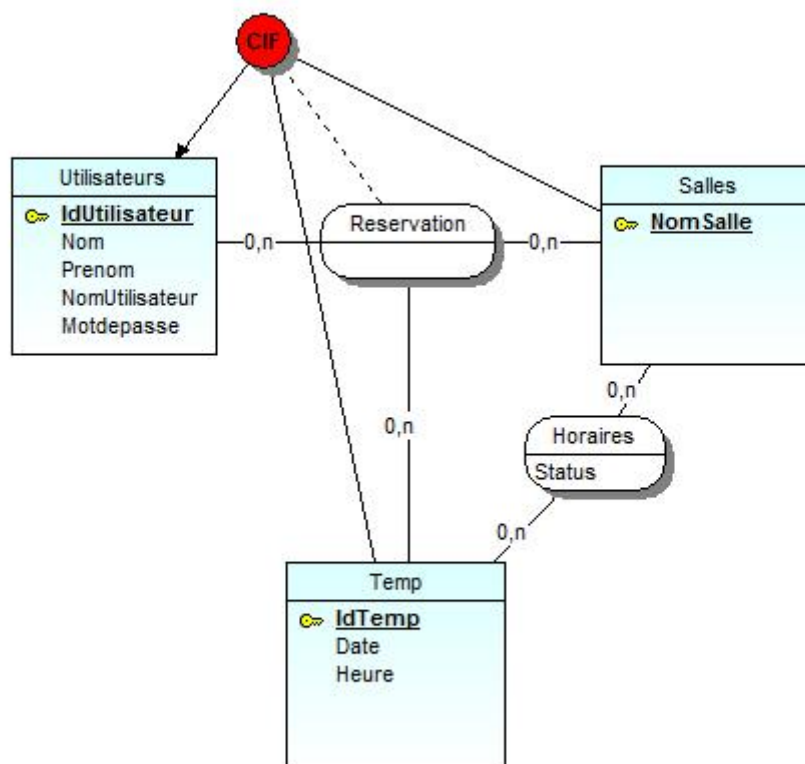 CIF
Utilisateurs
IdUtilisateur
Nom
Prenom
NomUtilisateur
Motdepasse
0,n
Reservation
0,n
Salles
NomSalle
0,n
0,n
Horaires
Status
0,n
Temp
IdTemp
Date
Heure